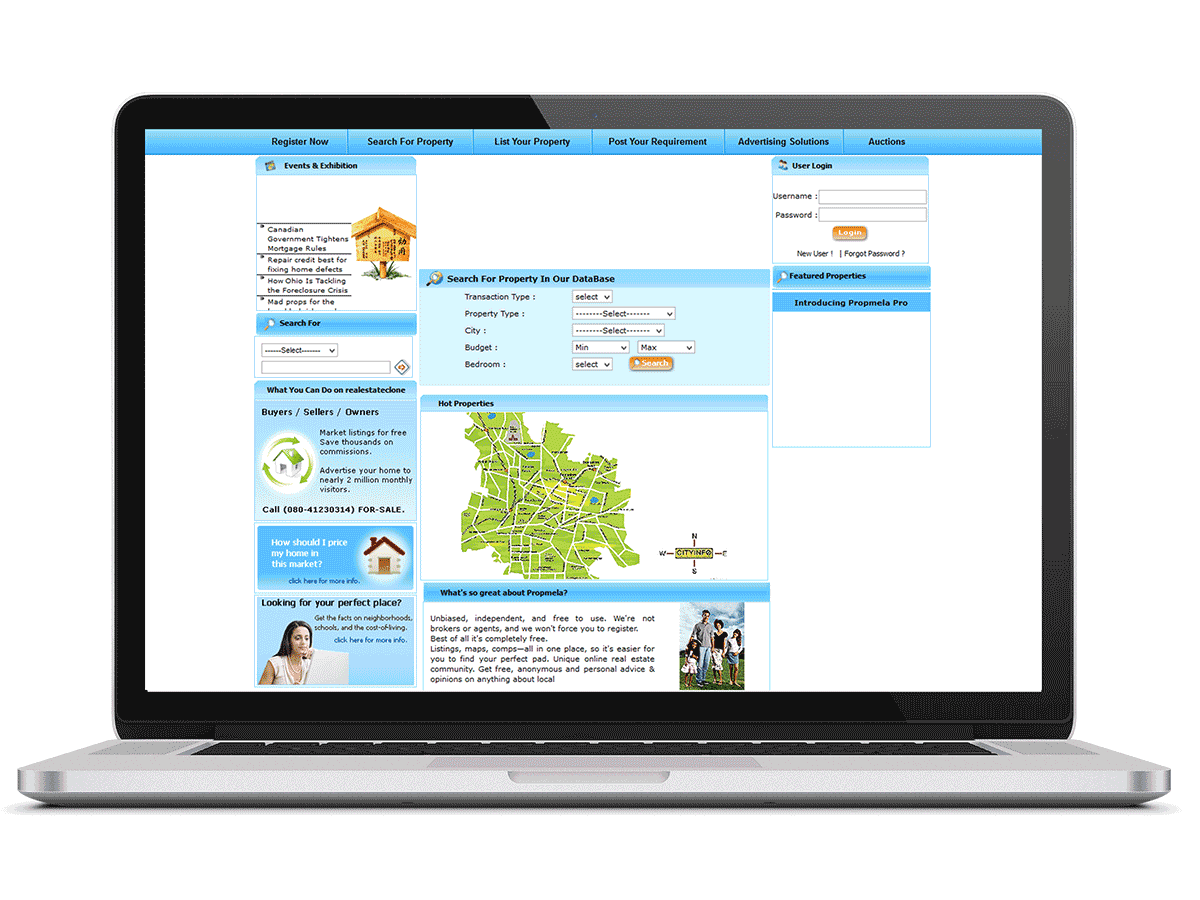 Register Now
Search For Property
List Your Property
Post Your Requirement
Advertising Solutions
Auctions
Events & Exhibition
Canadian
Government Tightens
Mortgage Rules
Repair credit best for
fixing home defects
How Ohio Is Tackling
the Foreclosure Crisis
Mad props for the
Search For
------Select-------
What You Can Do on realestateclone
Buyers / Sellers / Owners
Market listings for free
Save thousands on
commissions.
Advertise your home to
nearly 2 million monthly
visitors.
Call (080-41230314) FOR-SALE.
How should I price
my home in
this market?
click here for more info.
Looking for your perfect place?
Get the facts on neighborhoods,
schools, and the cost-of-living.
click here for more info.
Search For Property In Our DataBase
Transaction Type :
select
Property Type :
--------Select-------
City :
--------Select-------
Budget :
Min
Max
Bedroom :
select
Search
Hot Properties
N
W
CITYINFO
E
S
What's so great about Propmela?
Unbiased, independent, and free to use. We're not
brokers or agents, and we won't force you to register.
Best of all it's completely free.
Listings, maps, comps—all in one place, so it's easier for
you to find your perfect pad. Unique online real estate
community. Get free, anonymous and personal advice &
opinions on anything about local
User Login
Username :
Password :
Login
New User ! | Forgot Password ?
Featured Properties
Introducing Propmela Pro